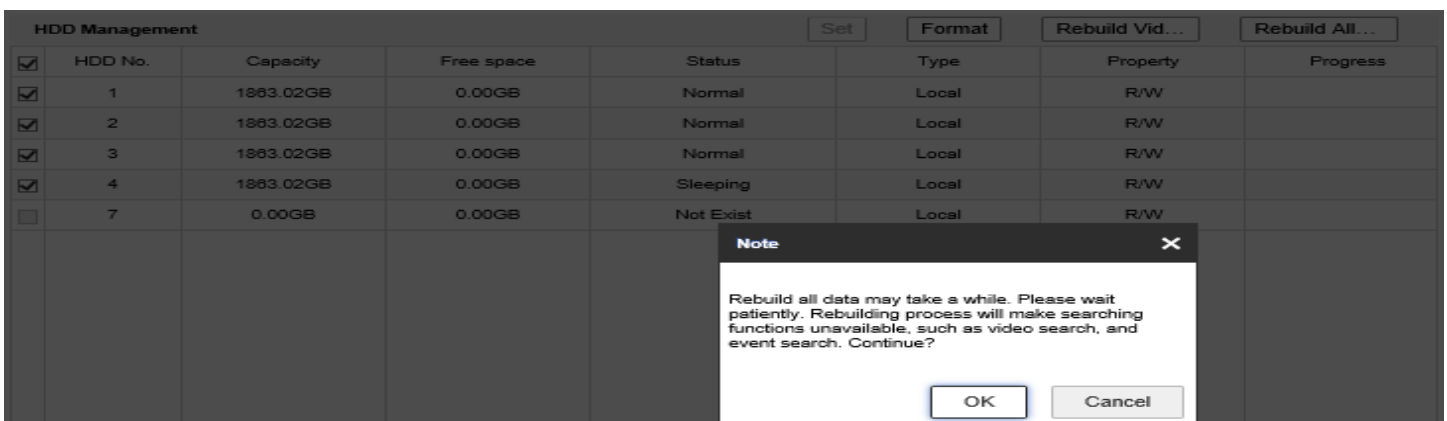 HDD Management Set Format Rebuild Vid... Rebuild All...
HDD No. Capacity Free space Status Type Property Progress
1 1863.02GB 0.00GB Normal Local R/W
2 1863.02GB 0.00GB Normal Local R/W
3 1863.02GB 0.00GB Normal Local R/W
4 1863.02GB 0.00GB Sleeping Local R/W
7 0.00GB 0.00GB Not Exist Local R/W
Note
Rebuild all data may take a while. Please wait
patiently. Rebuilding process will make searching
functions unavailable, such as video search, and
event search. Continue?
OK Cancel